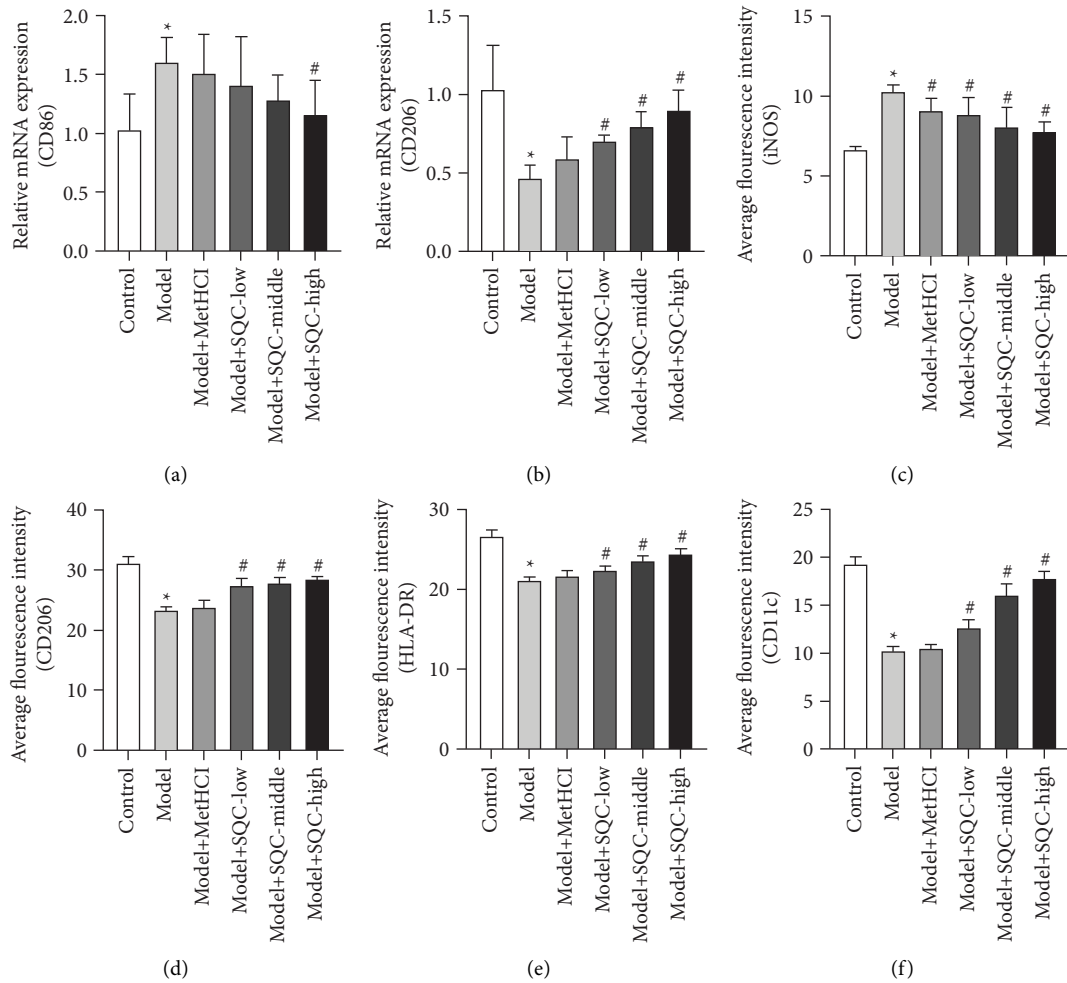 Relative mRNA expression
(CD86)
2.0
1.5
1.0
0.5
0.0
*
#
Control
Model
Model+MetHCI
Model+SQC-low
Model+SQC-middle
Model+SQC-high
(a)
Relative mRNA expression
(CD206)
1.5
1.0
0.5
0.0
*
#
#
#
Control
Model
Model+MetHCI
Model+SQC-low
Model+SQC-middle
Model+SQC-high
(b)
Average flourescence intensity
(iNOS)
15
10
5
0
*
#
#
#
#
Control
Model
Model+MetHCI
Model+SQC-low
Model+SQC-middle
Model+SQC-high
(c)
Average flourescence intensity
(CD206)
40
30
20
10
0
*
#
#
#
Control
Model
Model+MetHCI
Model+SQC-low
Model+SQC-middle
Model+SQC-high
(d)
Average flourescence intensity
(HLA-DR)
30
20
10
0
*
#
#
#
Control
Model
Model+MetHCI
Model+SQC-low
Model+SQC-middle
Model+SQC-high
(e)
Average flourescence intensity
(CD11c)
25
20
15
10
5
0
*
#
#
#
Control
Model
Model+MetHCI
Model+SQC-low
Model+SQC-middle
Model+SQC-high
(f)